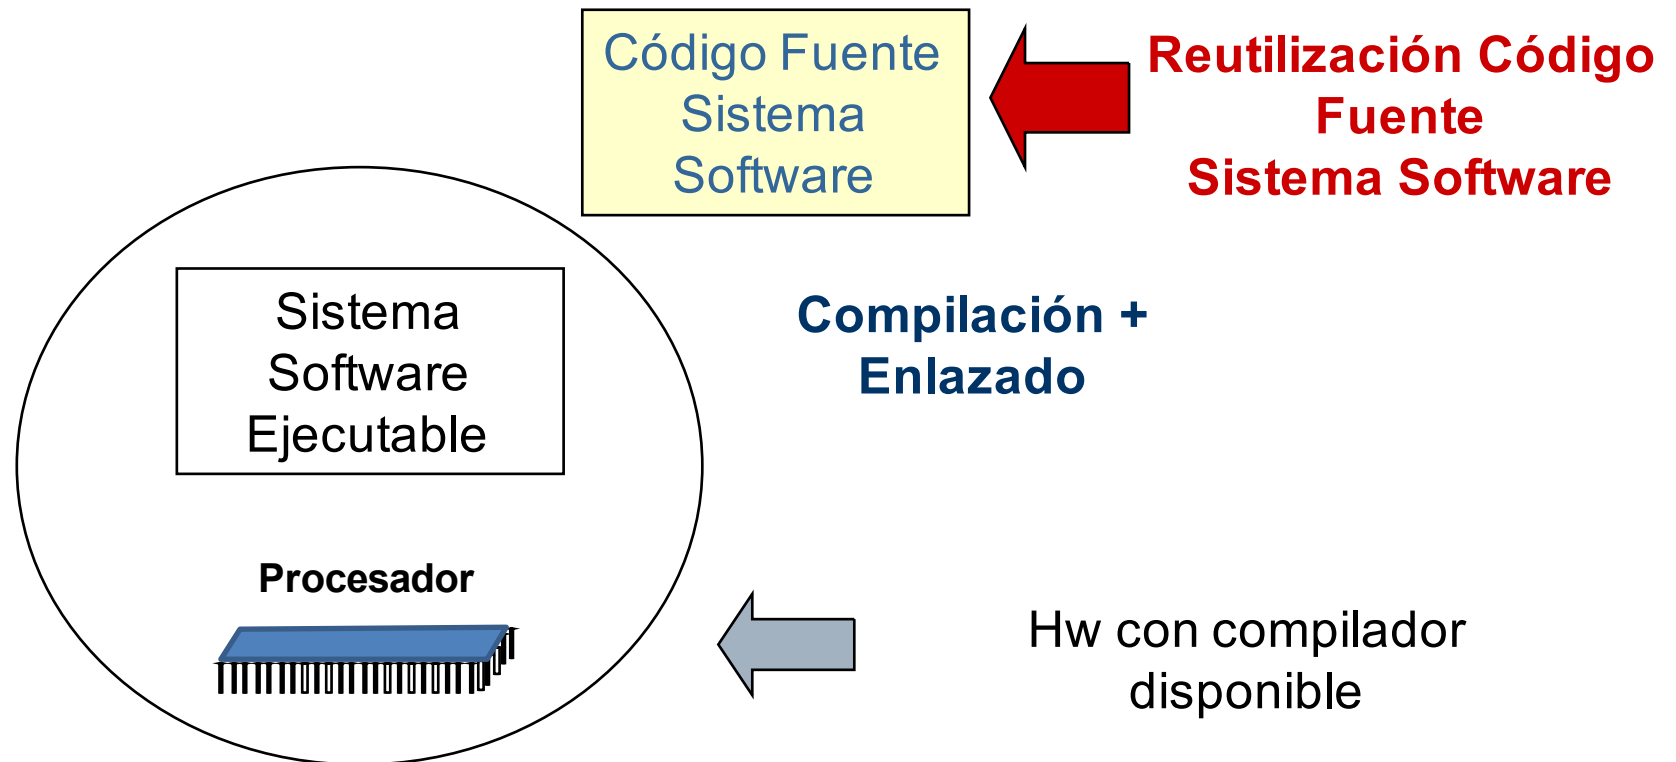 Código Fuente
Sistema
Software
Reutilización Código
Fuente
Sistema Software
Sistema
Software
Ejecutable
Compilación +
Enlazado
Procesador
Hw con compilador
disponible